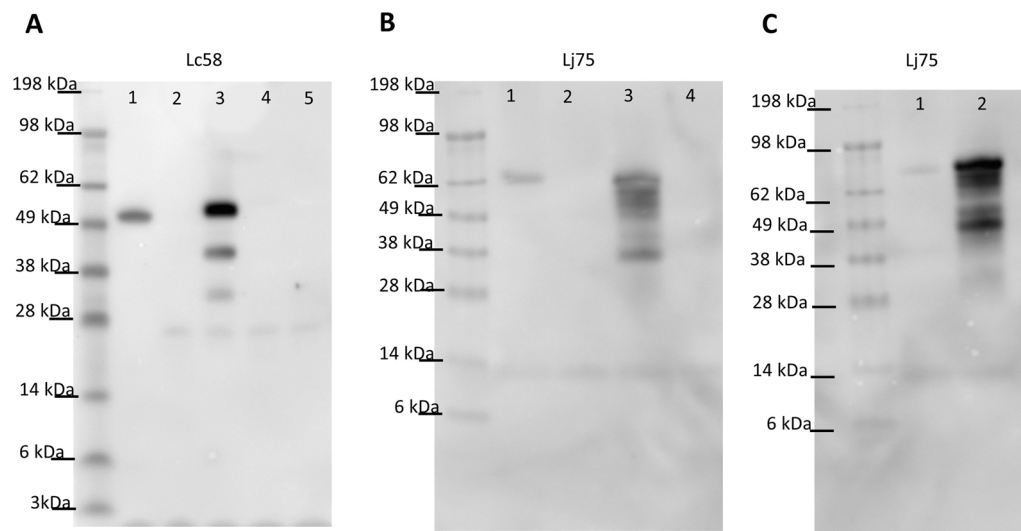 A
Lc58
198 kDa
1 2 3 4 5
98 kDa
62 kDa
49 kDa
38 kDa
28 kDa
14 kDa
6 kDa
3kDa
B
Lj75
198 kDa
1 2 3 4
98 kDa
62 kDa
49 kDa
38 kDa
28 kDa
14 kDa
6 kDa
C
Lj75
198 kDa
1 2
98 kDa
62 kDa
49 kDa
38 kDa
28 kDa
14 kDa
6 kDa